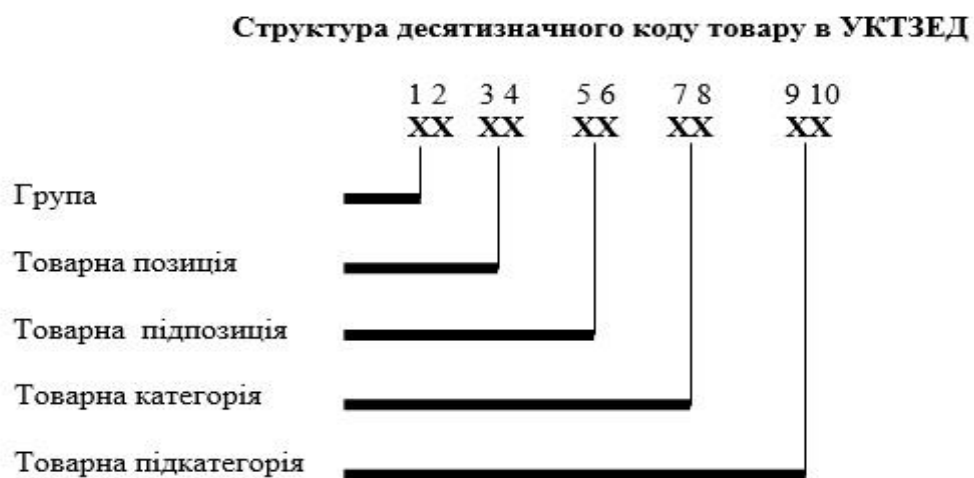 Структура десятизначного коду товару в УКТЗЕД
1 2 3 4 5 6 7 8 9 10
XX XX XX XX XX
Група
Товарна позиція
Товарна підпозиція
Товарна категорія
Товарна підкатегорія